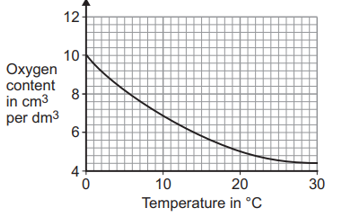 12
10
Oxygen
content
in cm3
per dm3
8
6
4
0
10
20
30
Temperature in °C